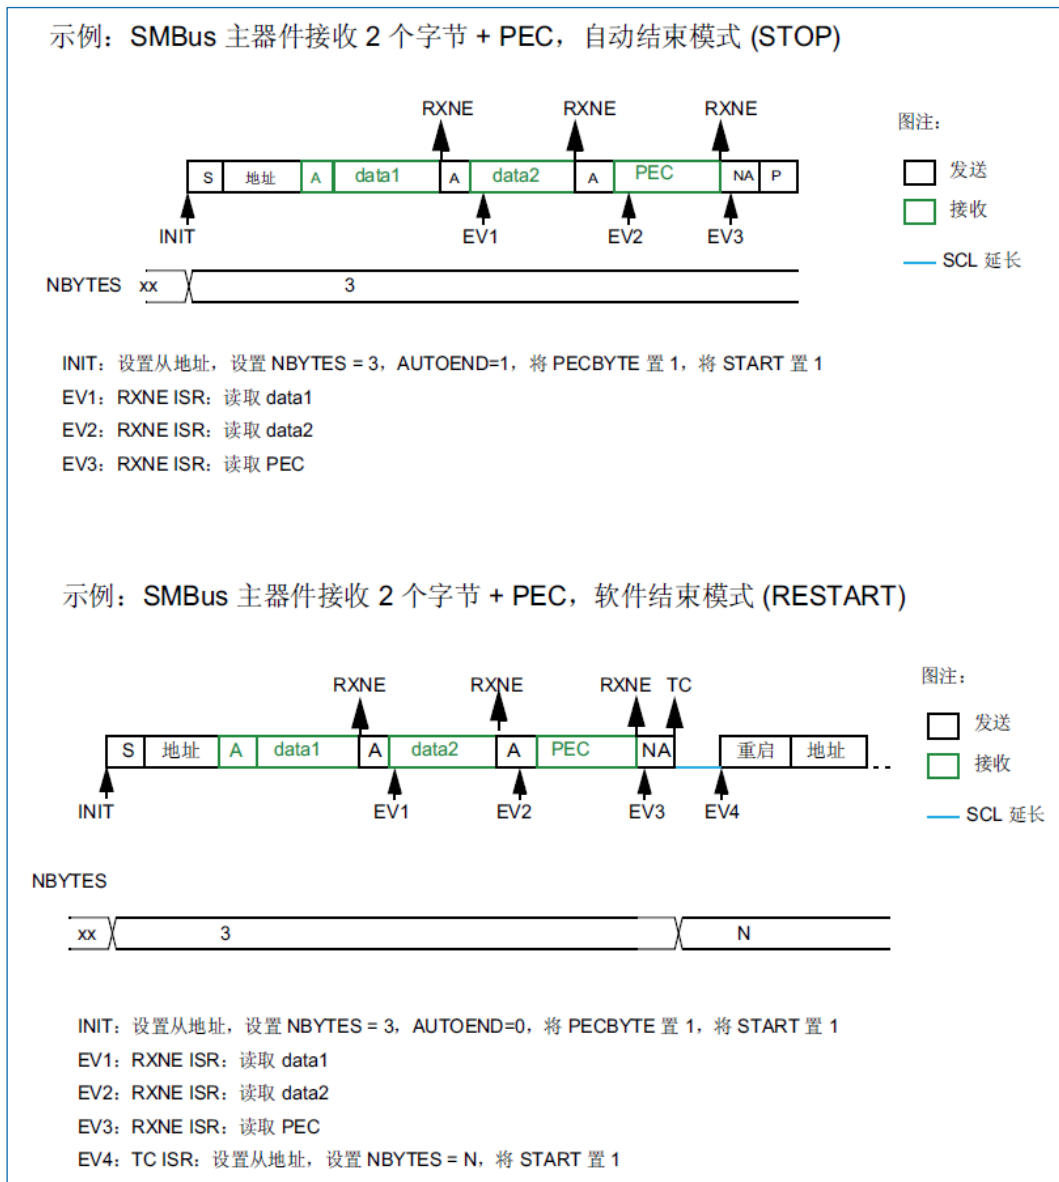 示例：SMBus 主器件接收 2 个字节 + PEC，自动结束模式 (STOP)
RXNE RXNE RXNE
图注：
S 地址 A data1 A data2 A PEC NA P
发送
接收
INIT EV1 EV2 EV3
SCL 延长
NBYTES xx 3
INIT：设置从地址，设置 NBYTES = 3，AUTOEND=1，将 PECBYTE 置 1，将 START 置 1
EV1：RXNE ISR：读取 data1
EV2：RXNE ISR：读取 data2
EV3：RXNE ISR：读取 PEC
示例：SMBus 主器件接收 2 个字节 + PEC，软件结束模式 (RESTART)
RXNE RXNE RXNE TC
图注：
S 地址 A data1 A data2 A PEC NA 重启 地址
发送
接收
INIT EV1 EV2 EV3 EV4
SCL 延长
NBYTES
xx 3 N
INIT：设置从地址，设置 NBYTES = 3，AUTOEND=0，将 PECBYTE 置 1，将 START 置 1
EV1：RXNE ISR：读取 data1
EV2：RXNE ISR：读取 data2
EV3：RXNE ISR：读取 PEC
EV4：TC ISR：设置从地址，设置 NBYTES = N，将 START 置 1